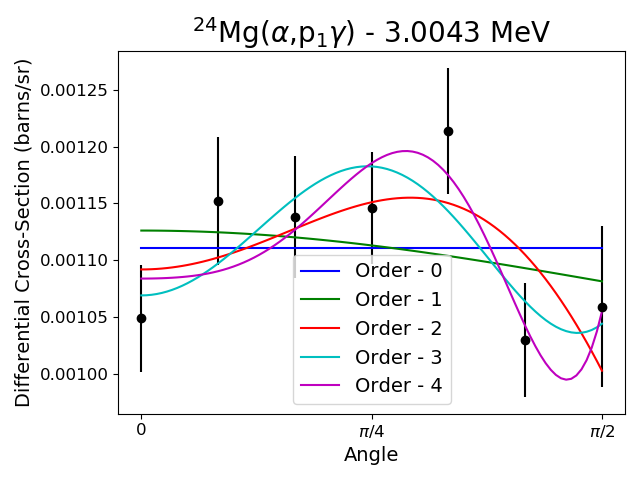 ²⁴Mg(α,p₁γ) - 3.0043 MeV
Differential Cross-Section (barns/sr)
0.00125
0.00120
0.00115
0.00110
0.00105
0.00100
Order - 0
Order - 1
Order - 2
Order - 3
Order - 4
0
π/4
π/2
Angle